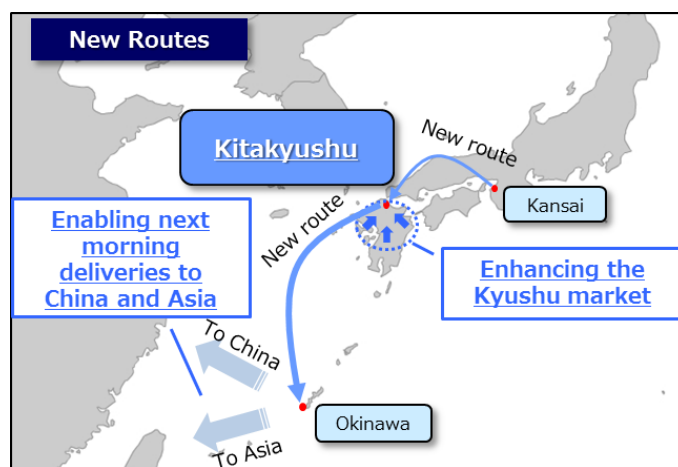 New Routes
Kitakyushu
New route
Kansai
New route
Enabling next
morning
deliveries to
China and Asia
Enhancing the
Kyushu market
To China
To Asia
Okinawa